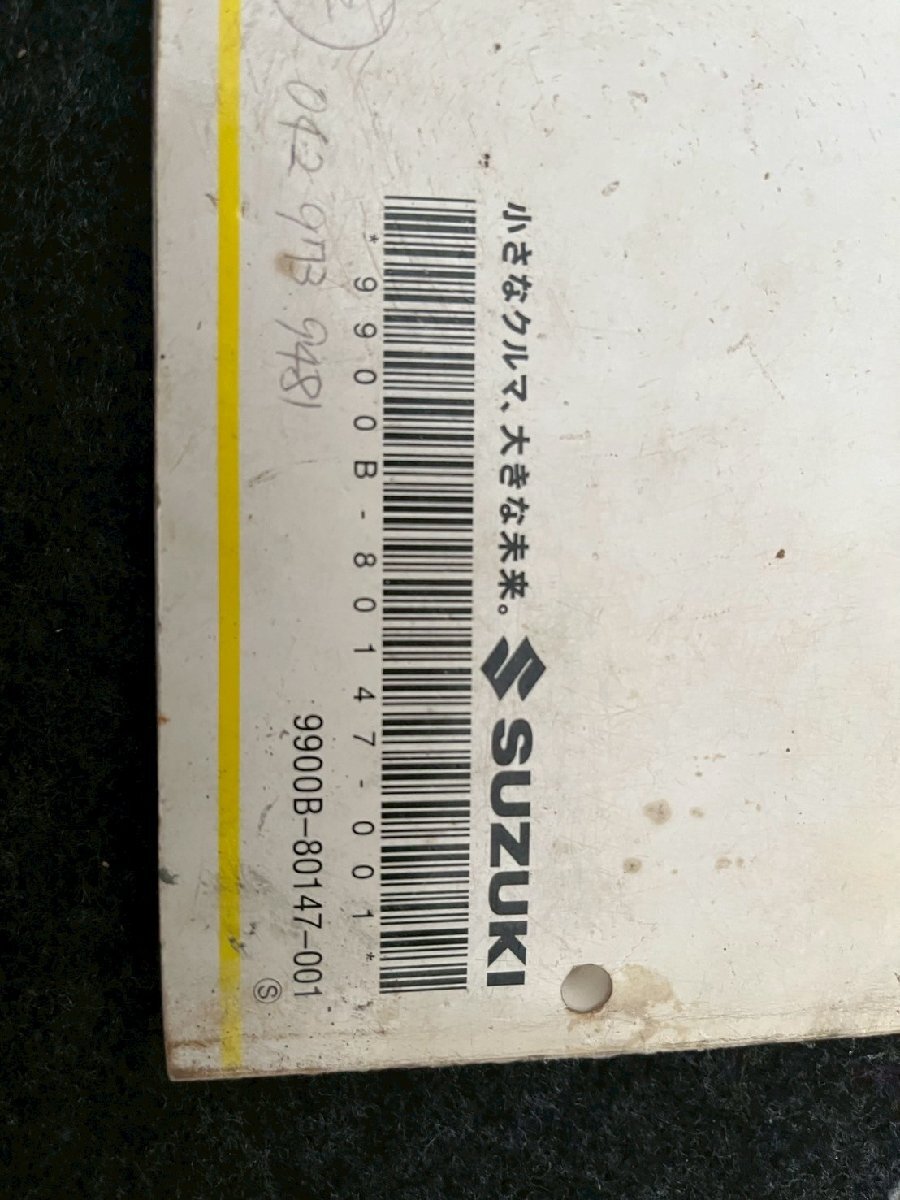 小さなクルマ、大きな未来。
SUZUKI
*9900B-80147-001*
9900B-80147-001
Ⓢ
042 973 9481